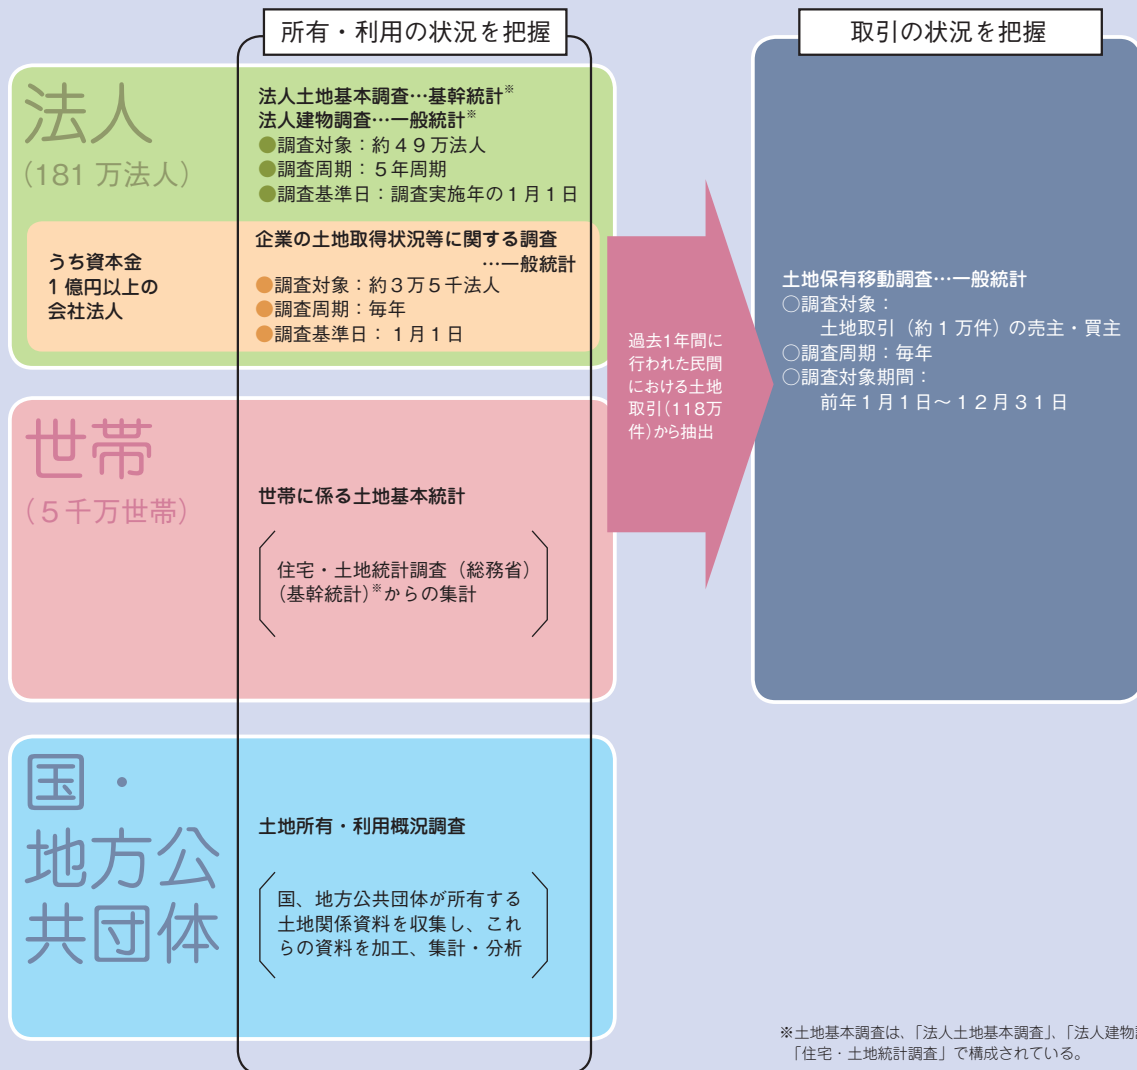 所有・利用の状況を把握
取引の状況を把握
法人
(181 万法人)
法人土地基本調査…基幹統計※
法人建物調査…一般統計※
●調査対象：約４９万法人
●調査周期：５年周期
●調査基準日：調査実施年の１月１日
うち資本金
1 億円以上の
会社法人
企業の土地取得状況等に関する調査
…一般統計
●調査対象：約３万５千法人
●調査周期：毎年
●調査基準日：１月１日
過去1年間に
行われた民間
における土地
取引(118万
件)から抽出
土地保有移動調査…一般統計
○調査対象：
土地取引（約１万件）の売主・買主
○調査周期：毎年
○調査対象期間：
前年１月１日～１２月３１日
世帯
(５千万世帯)
世帯に係る土地基本統計
住宅・土地統計調査（総務省）
(基幹統計)※からの集計
国・
地方公
共団体
土地所有・利用概況調査
国、地方公共団体が所有する
土地関係資料を収集し、これ
らの資料を加工、集計・分析
※土地基本調査は、「法人土地基本調査」、「法人建物
「住宅・土地統計調査」で構成されている。